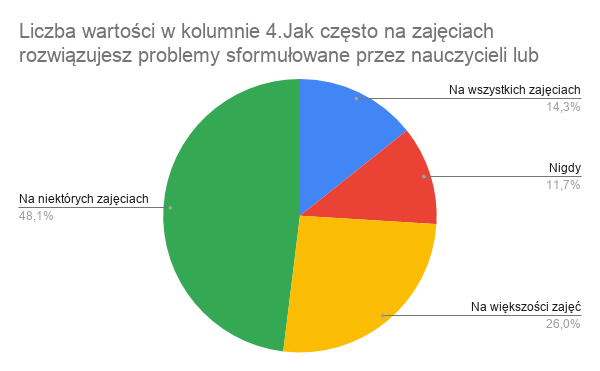 Liczba wartości w kolumnie 4.Jak często na zajęciach
rozwiązujesz problemy sformułowane przez nauczycieli lub
Na wszystkich zajęciach
14,3%
Nigdy
11,7%
Na niektórych zajęciach
48,1%
Na większości zajęć
26,0%